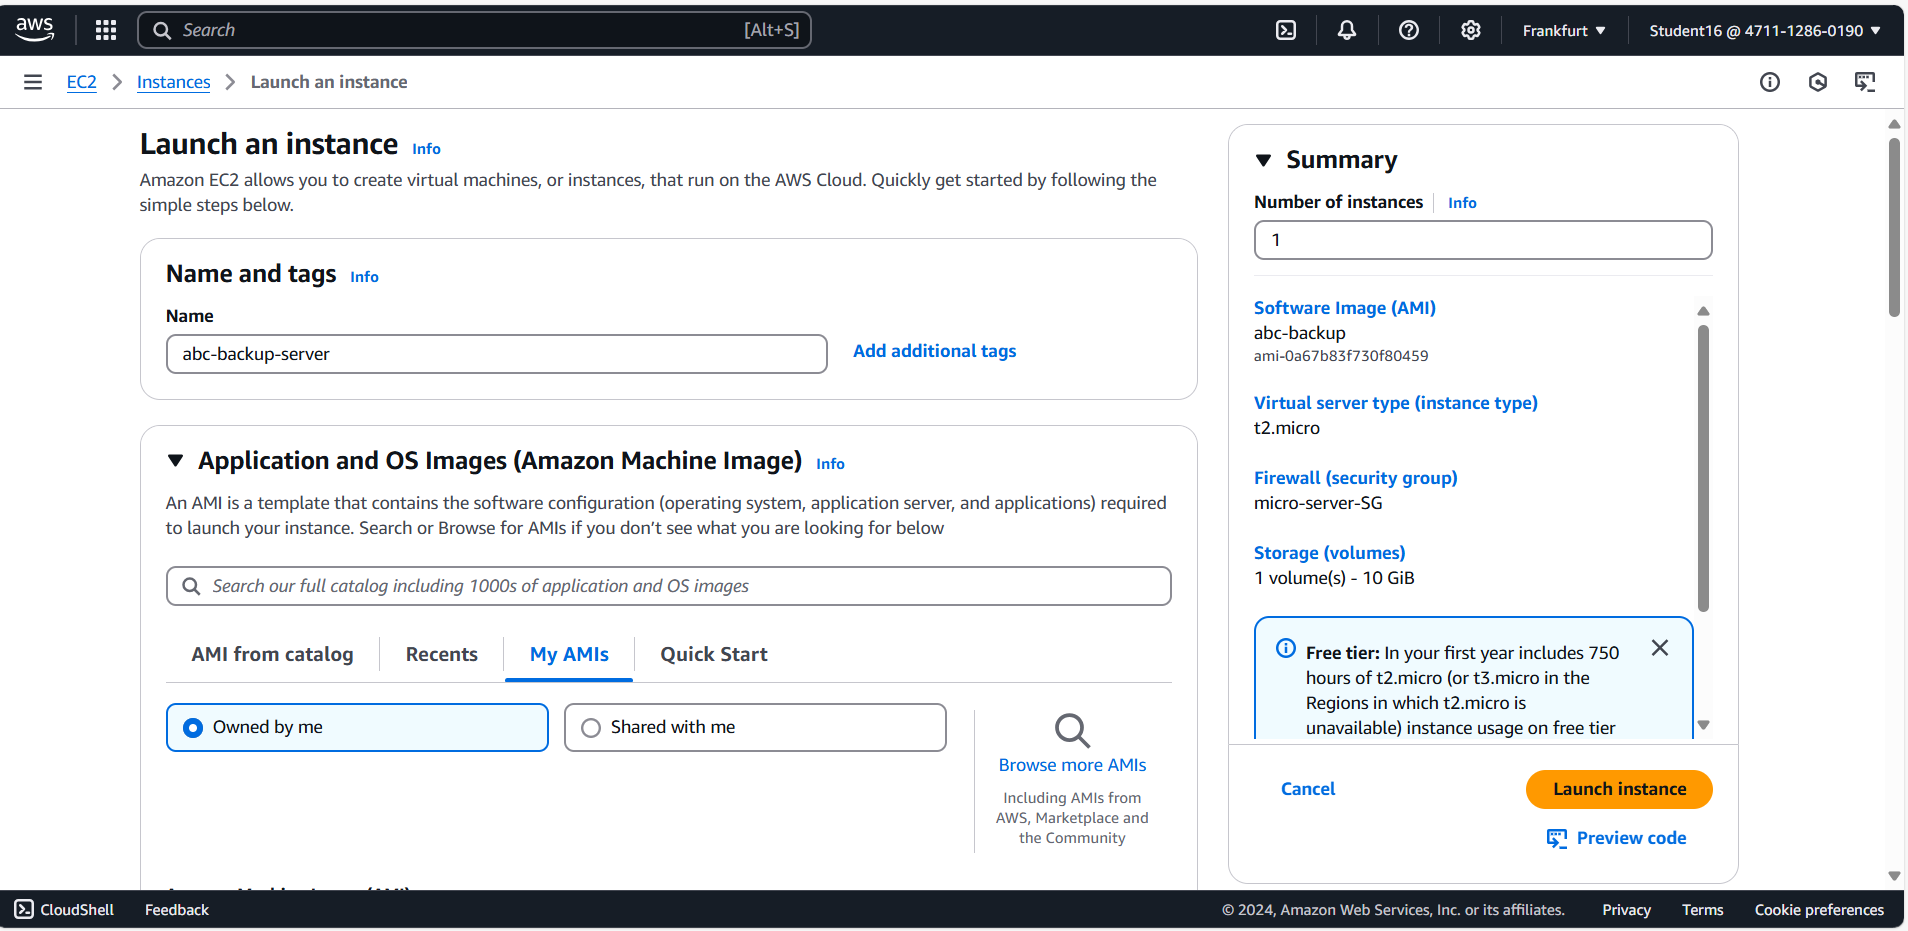 aws
Search [Alt+S]
Frankfurt ▼
Student16 @ 4711-1286-0190 ▼
EC2 > Instances > Launch an instance
Launch an instance Info
Amazon EC2 allows you to create virtual machines, or instances, that run on the AWS Cloud. Quickly get started by following the
simple steps below.
Name and tags Info
Name
abc-backup-server
Add additional tags
▼ Application and OS Images (Amazon Machine Image) Info
An AMI is a template that contains the software configuration (operating system, application server, and applications) required
to launch your instance. Search or Browse for AMIs if you don’t see what you are looking for below
Search our full catalog including 1000s of application and OS images
AMI from catalog
Recents
My AMIs
Quick Start
Owned by me
Shared with me
Browse more AMIs
Including AMIs from
AWS, Marketplace and
the Community
▼ Summary
Number of instances Info
1
Software Image (AMI)
abc-backup
ami-0a67b83f730f80459
Virtual server type (instance type)
t2.micro
Firewall (security group)
micro-server-SG
Storage (volumes)
1 volume(s) - 10 GiB
Free tier: In your first year includes 750
hours of t2.micro (or t3.micro in the
Regions in which t2.micro is
unavailable) instance usage on free tier
Cancel
Launch instance
Preview code
CloudShell
Feedback
© 2024, Amazon Web Services, Inc. or its affiliates.
Privacy
Terms
Cookie preferences